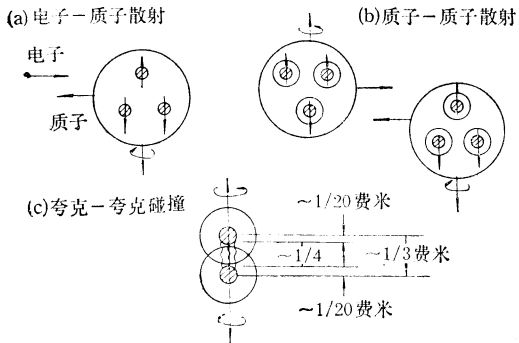 (a)电子－质子散射
(b)质子－质子散射
电子
质子
(c)夸克－夸克碰撞
~1/20费米
~1/4
~1/3费米
~1/20费米